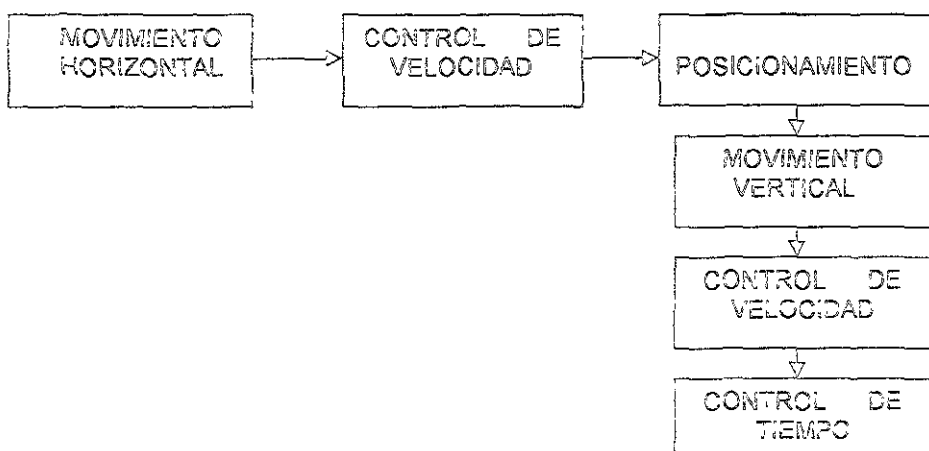 MOVIMIENTO
HORIZONTAL
CONTROL DE
VELOCIDAD
POSICIONAMIENTO
MOVIMIENTO
VERTICAL
CONTROL DE
VELOCIDAD
CONTROL DE
TIEMPO